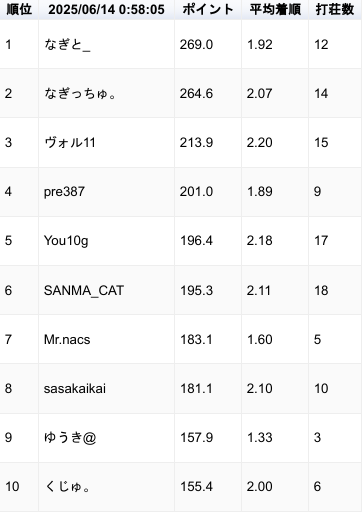 順位 2025/06/14 0:58:05 ポイント 平均着順 打荘数
1 なぎと_ 269.0 1.92 12
2 なぎっちゅ。 264.6 2.07 14
3 ヴォル11 213.9 2.20 15
4 pre387 201.0 1.89 9
5 You10g 196.4 2.18 17
6 SANMA_CAT 195.3 2.11 18
7 Mr.nacs 183.1 1.60 5
8 sasakaikai 181.1 2.10 10
9 ゆうき@ 157.9 1.33 3
10 くじゅ。 155.4 2.00 6